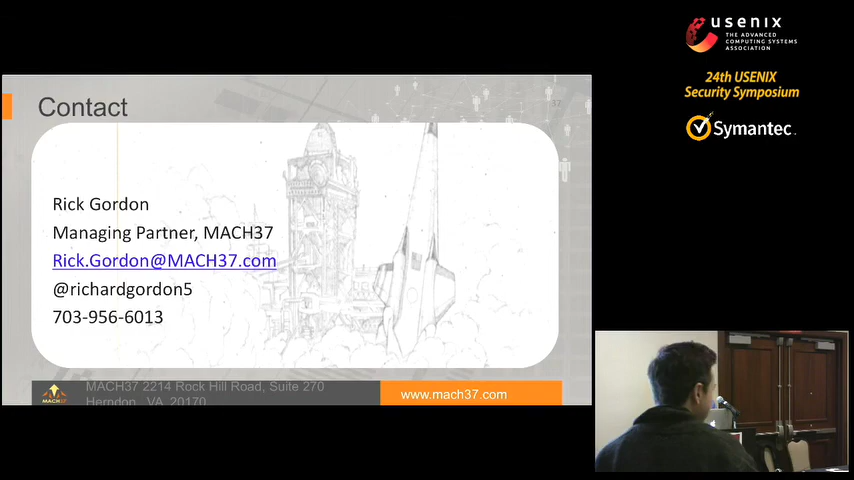 usenix
THE ADVANCED
COMPUTING SYSTEMS
ASSOCIATION
24th USENIX
Security Symposium
Symantec.
Contact
37
Rick Gordon
Managing Partner, MACH37
Rick.Gordon@MACH37.com
@richardgordon5
703-956-6013
MACH37
MACH37 2214 Rock Hill Road, Suite 270
Herndon, VA 20170
www.mach37.com